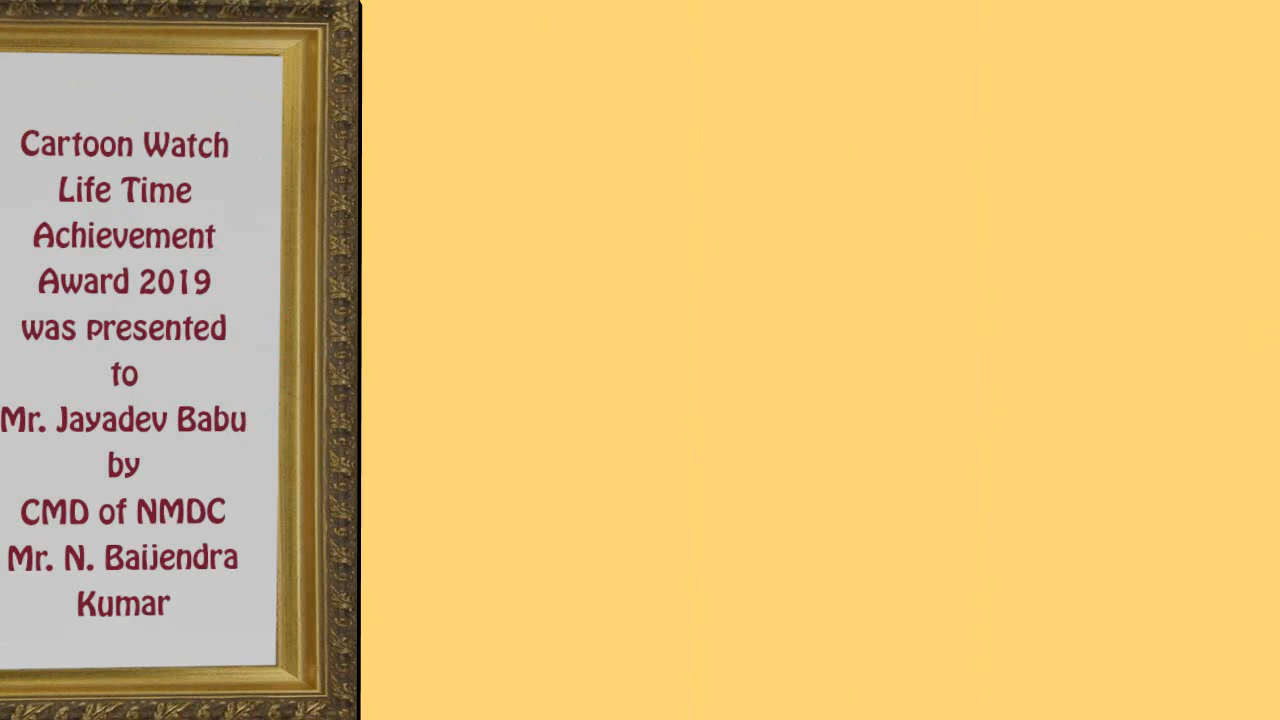 Cartoon Watch
Life Time
Achievement
Award 2019
was presented
to
Mr. Jayadev Babu
by
CMD of NMDC
Mr. N. Baijendra
Kumar